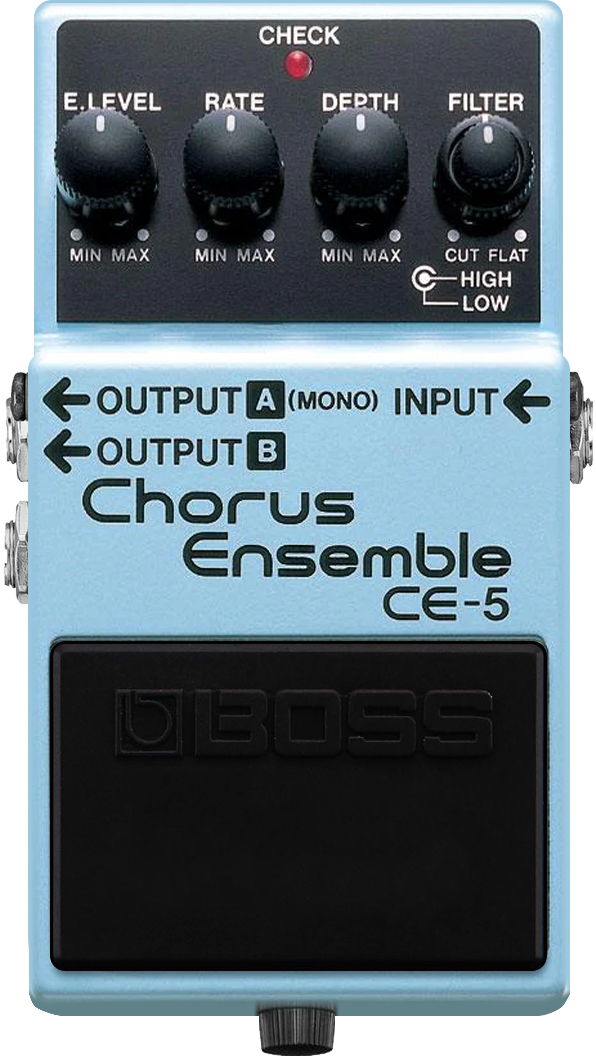 CHECK
E.LEVEL RATE DEPTH FILTER
MIN MAX MIN MAX MIN MAX CUT FLAT
HIGH
LOW
OUTPUT A (MONO) INPUT
OUTPUT B
Chorus
Ensemble
CE-5
BOSS